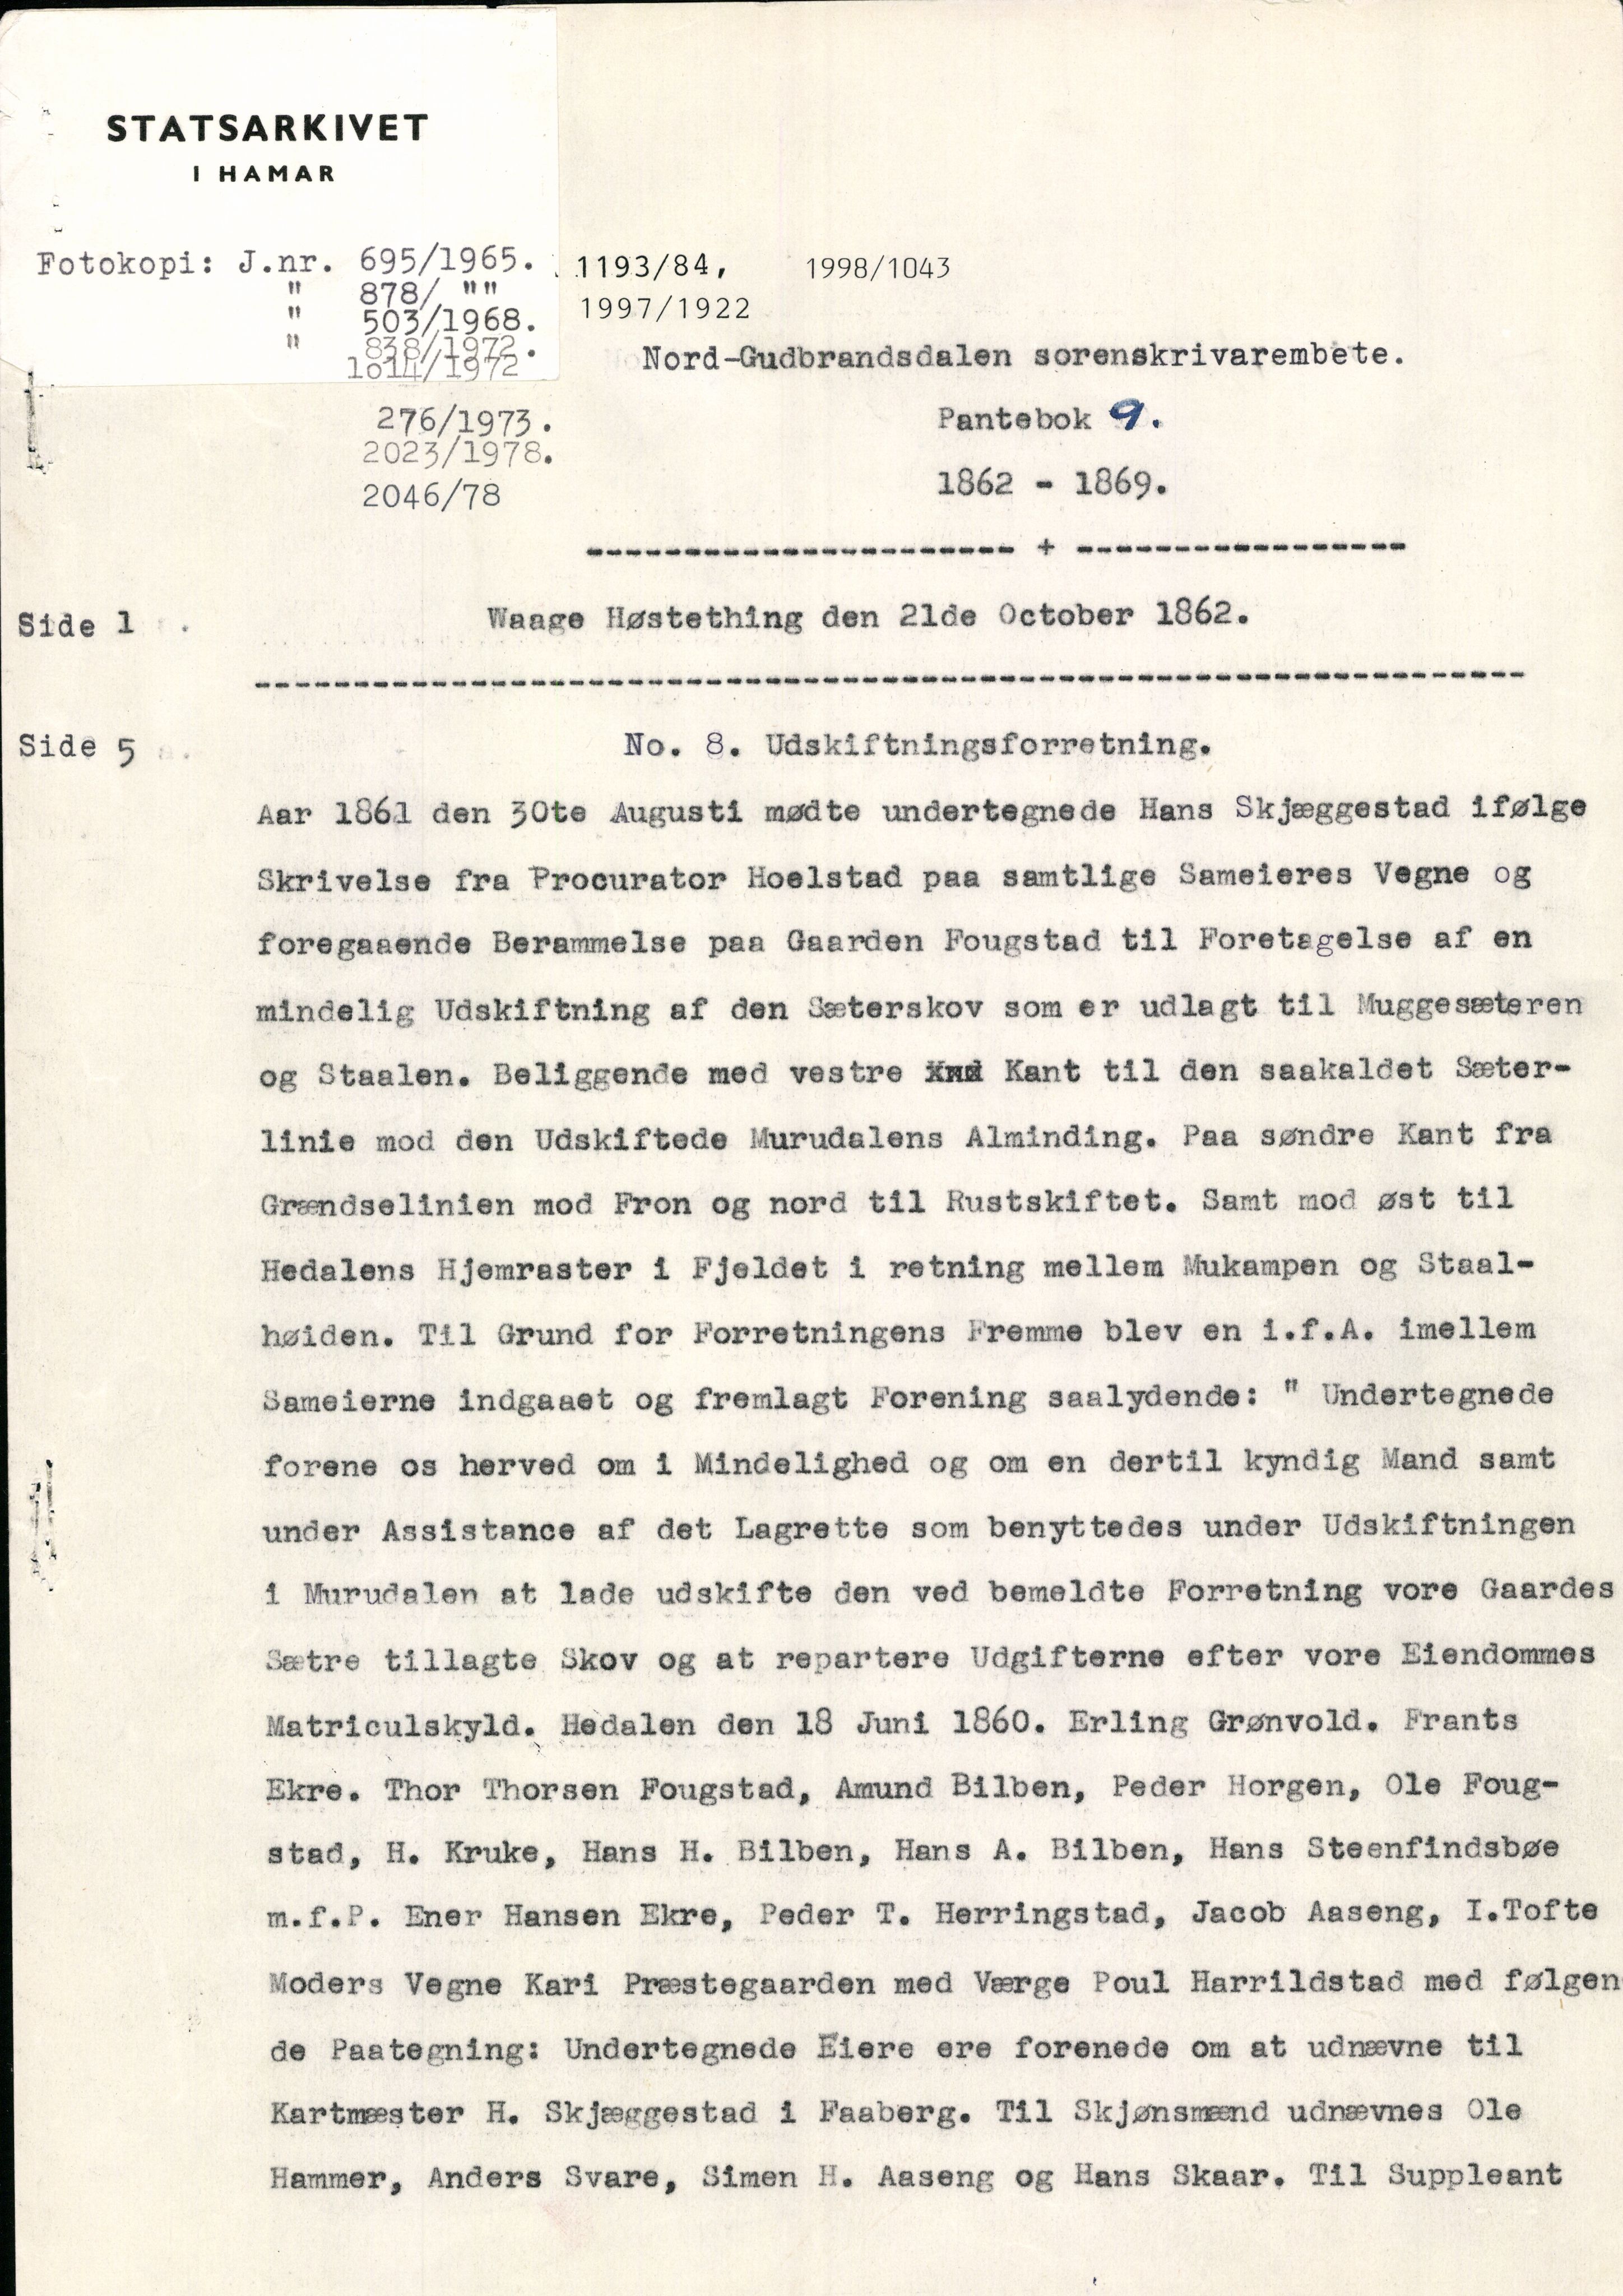 STATSARKIVET
I HAMAR
Fotokopi: J.nr. 695/1965. 1193/84, 1998/1043
" 878/ "" 1997/1922
" 503/1968.
" 838/1972.
1814/1972
276/1973.
2023/1978.
2046/78
Nord-Gudbrandsdalen sorenskrivarembete.
Pantebok 9.
1862 - 1869.
---------------------- + -----------------
Side 1 Waage Høstething den 21de October 1862.
-----------------------------------------------------------------
Side 5 No. 8. Udskiftningsforretning.
Aar 1861 den 30te Augusti mødte undertegnede Hans Skjæggestad ifølge
Skrivelse fra Procurator Hoelstad paa samtlige Sameieres Vegne og
foregaaende Berammelse paa Gaarden Fougstad til Foretagelse af en
mindelig Udskiftning af den Sæterskov som er udlagt til Muggesæteren
og Staalen. Beliggende med vestre Kant til den saakaldet Sæter-
linie mod den Udskiftede Murudalens Alminding. Paa søndre Kant fra
Grændselinien mod Fron og nord til Rustskiftet. Samt mod øst til
Hedalens Hjemraster i Fjeldet i retning mellem Mukampen og Staal-
høiden. Til Grund for Forretningens Fremme blev en i.f.A. imellem
Sameierne indgaaet og fremlagt Forening saalydende: " Undertegnede
forene os herved om i Mindelighed og om en dertil kyndig Mand samt
under Assistance af det Lagrette som benyttedes under Udskiftningen
i Murudalen at lade udskifte den ved bemeldte Forretning vore Gaardes
Sætre tillagte Skov og at repartere Udgifterne efter vore Eiendommes
Matriculskyld. Hedalen den 18 Juni 1860. Erling Grønvold. Frants
Ekre. Thor Thorsen Fougstad, Amund Bilben, Peder Horgen, Ole Foug-
stad, H. Kruke, Hans H. Bilben, Hans A. Bilben, Hans Steenfindsbøe
m.f.P. Ener Hansen Ekre, Peder T. Herringstad, Jacob Aaseng, I.Tofte
Moders Vegne Kari Præstegaarden med Værge Poul Harrildstad med følgen
de Paategning: Undertegnede Eiere ere forenede om at udnævne til
Kartmæster H. Skjæggestad i Faaberg. Til Skjønsmænd udnævnes Ole
Hammer, Anders Svare, Simen H. Aaseng og Hans Skaar. Til Suppleant